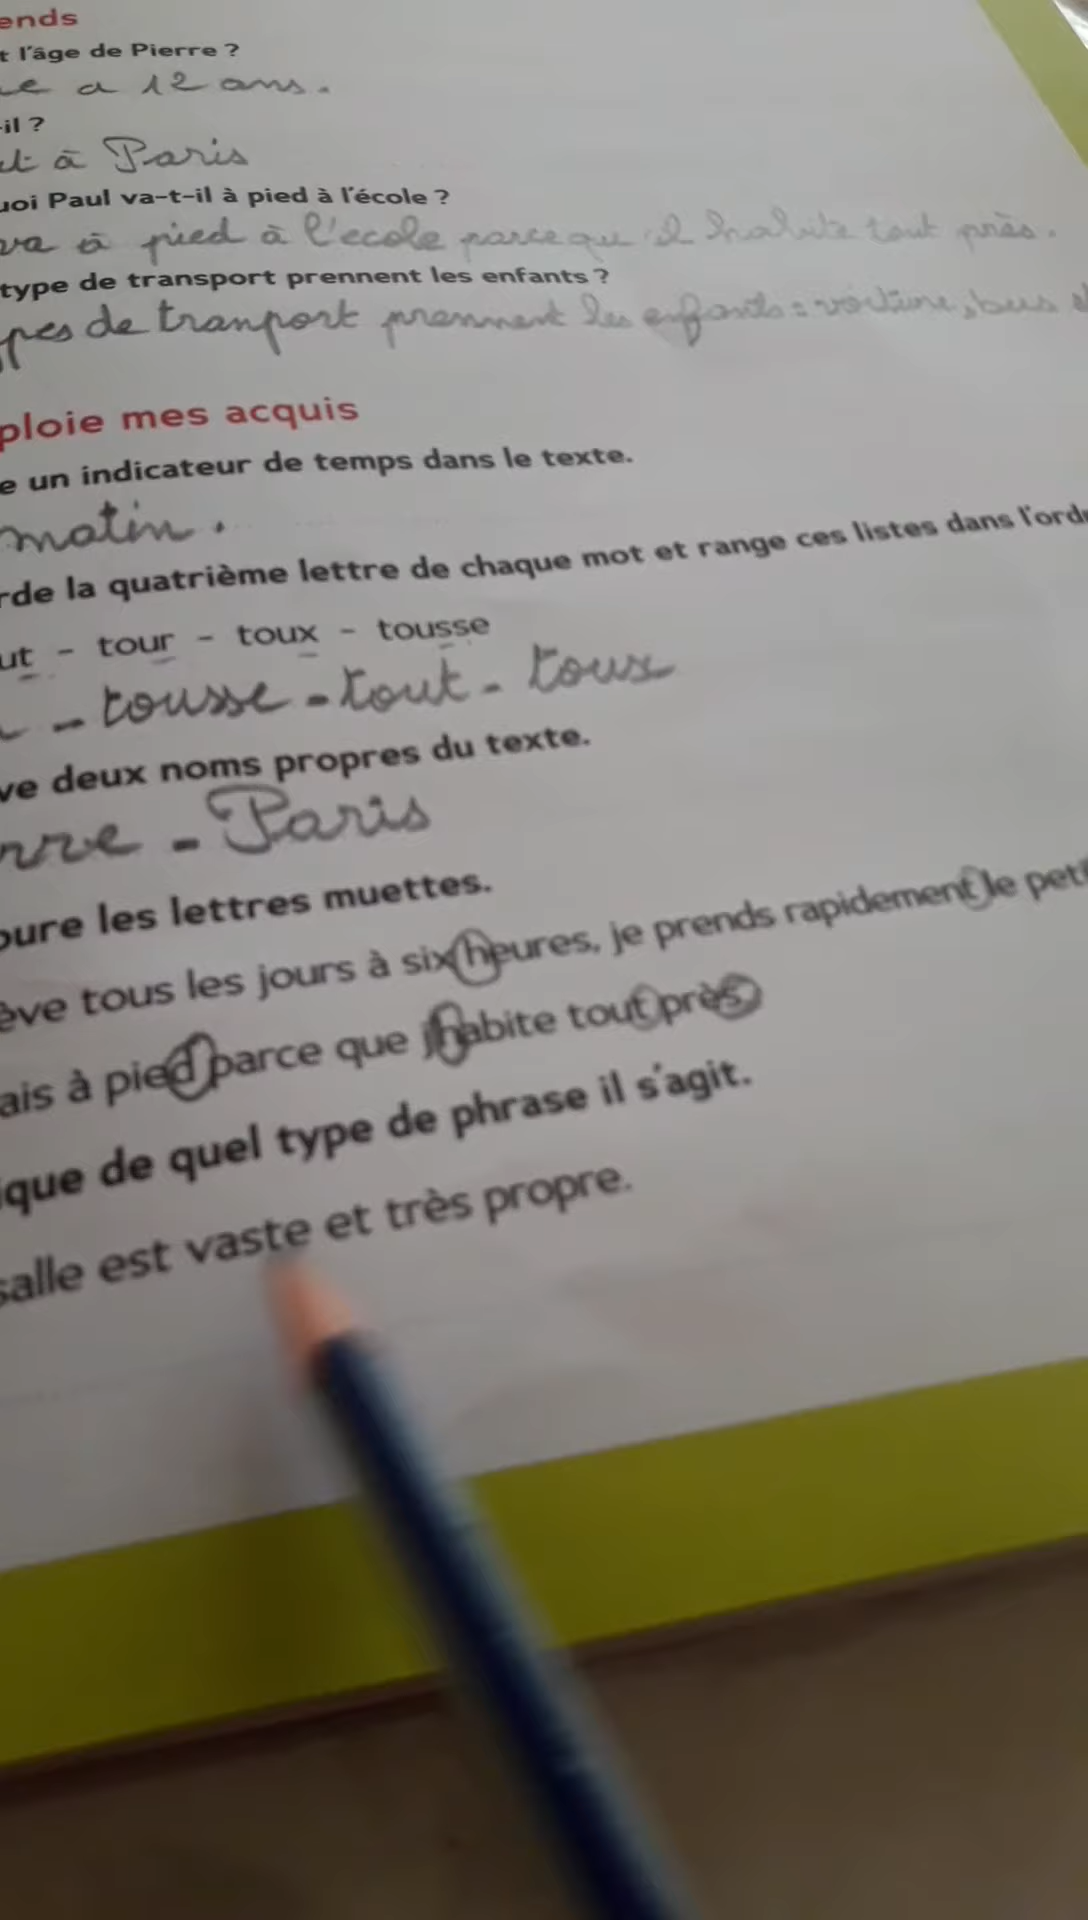 ends
t l'âge de Pierre ?
e a 12 ans.
-il ?
t à Paris
uoi Paul va-t-il à pied à l'école ?
va à pied à l'ecole parce que il habite tout près.
type de transport prennent les enfants ?
pes de tranport prennent les enfants : voiture, bus
ploie mes acquis
e un indicateur de temps dans le texte.
matin.
rde la quatrième lettre de chaque mot et range ces listes dans l'ord
ut - tour - toux - tousse
- tousse - tout - toux
ve deux noms propres du texte.
rre - Paris
oure les lettres muettes.
ève tous les jours à six heures, je prends rapidement le peti
ais à pied parce que j'habite tout près.
ique de quel type de phrase il s'agit.
salle est vaste et très propre.